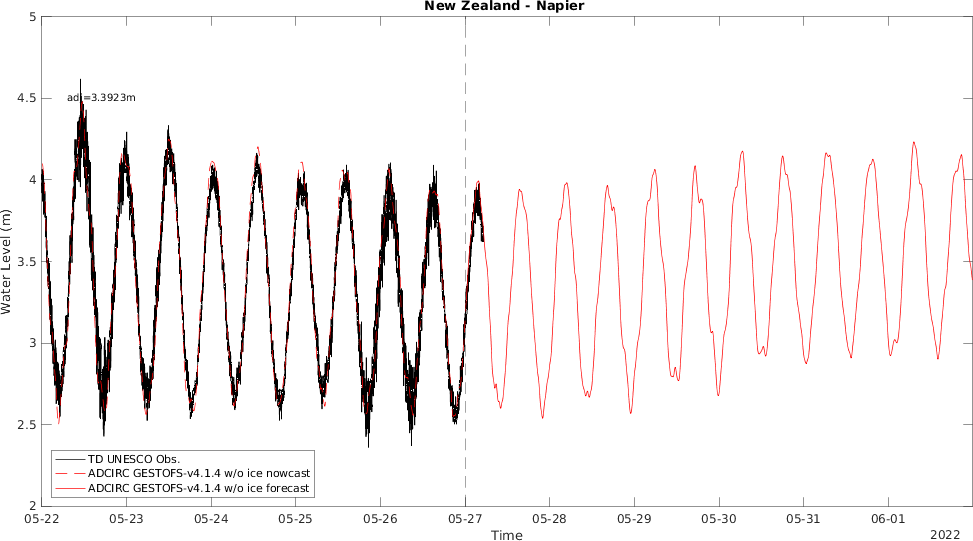 New Zealand - Napier
5
4.5
4
3.5
3
2.5
2
Water Level (m)
adj=3.3923m
TD UNESCO Obs.
ADCIRC GESTOFS-v4.1.4 w/o ice nowcast
ADCIRC GESTOFS-v4.1.4 w/o ice forecast
05-22 05-23 05-24 05-25 05-26 05-27 05-28 05-29 05-30 05-31 06-01
Time
2022